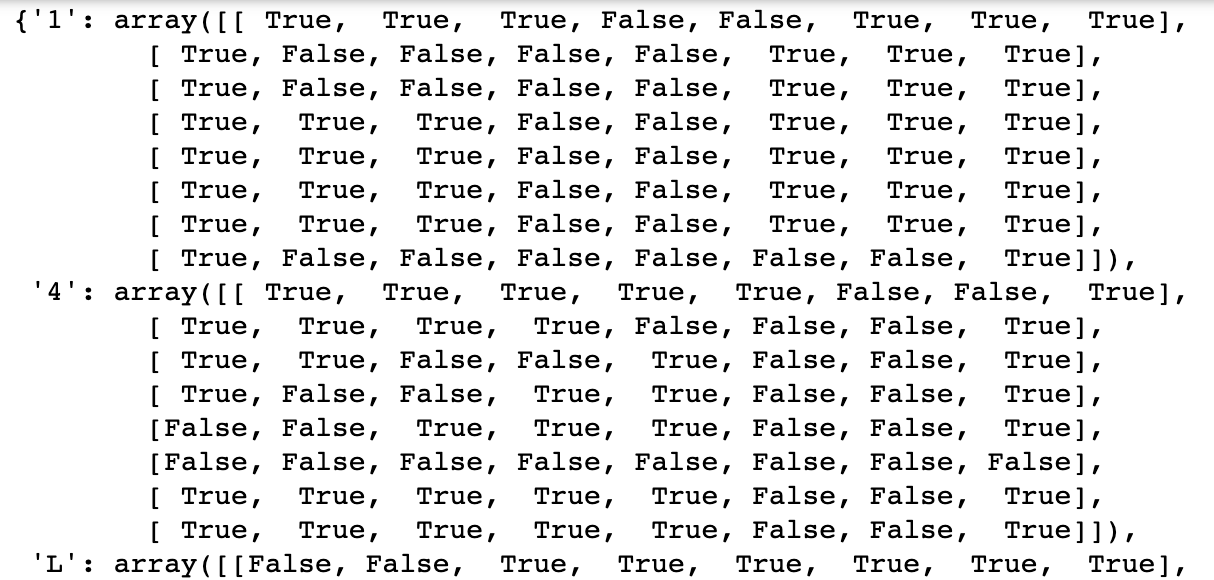 {'1': array([[ True,  True,  True, False, False,  True,  True,  True],
       [ True, False, False, False, False,  True,  True,  True],
       [ True, False, False, False, False,  True,  True,  True],
       [ True,  True,  True, False, False,  True,  True,  True],
       [ True,  True,  True, False, False,  True,  True,  True],
       [ True,  True,  True, False, False,  True,  True,  True],
       [ True,  True,  True, False, False,  True,  True,  True],
       [ True, False, False, False, False, False, False,  True]]),
 '4': array([[ True,  True,  True,  True,  True, False, False,  True],
       [ True,  True,  True,  True, False, False, False,  True],
       [ True,  True, False, False,  True, False, False,  True],
       [ True, False, False,  True,  True, False, False,  True],
       [False, False,  True,  True,  True, False, False,  True],
       [False, False, False, False, False, False, False, False],
       [ True,  True,  True,  True,  True, False, False,  True],
       [ True,  True,  True,  True,  True, False, False,  True]]),
 'L': array([[False, False,  True,  True,  True,  True,  True,  True],